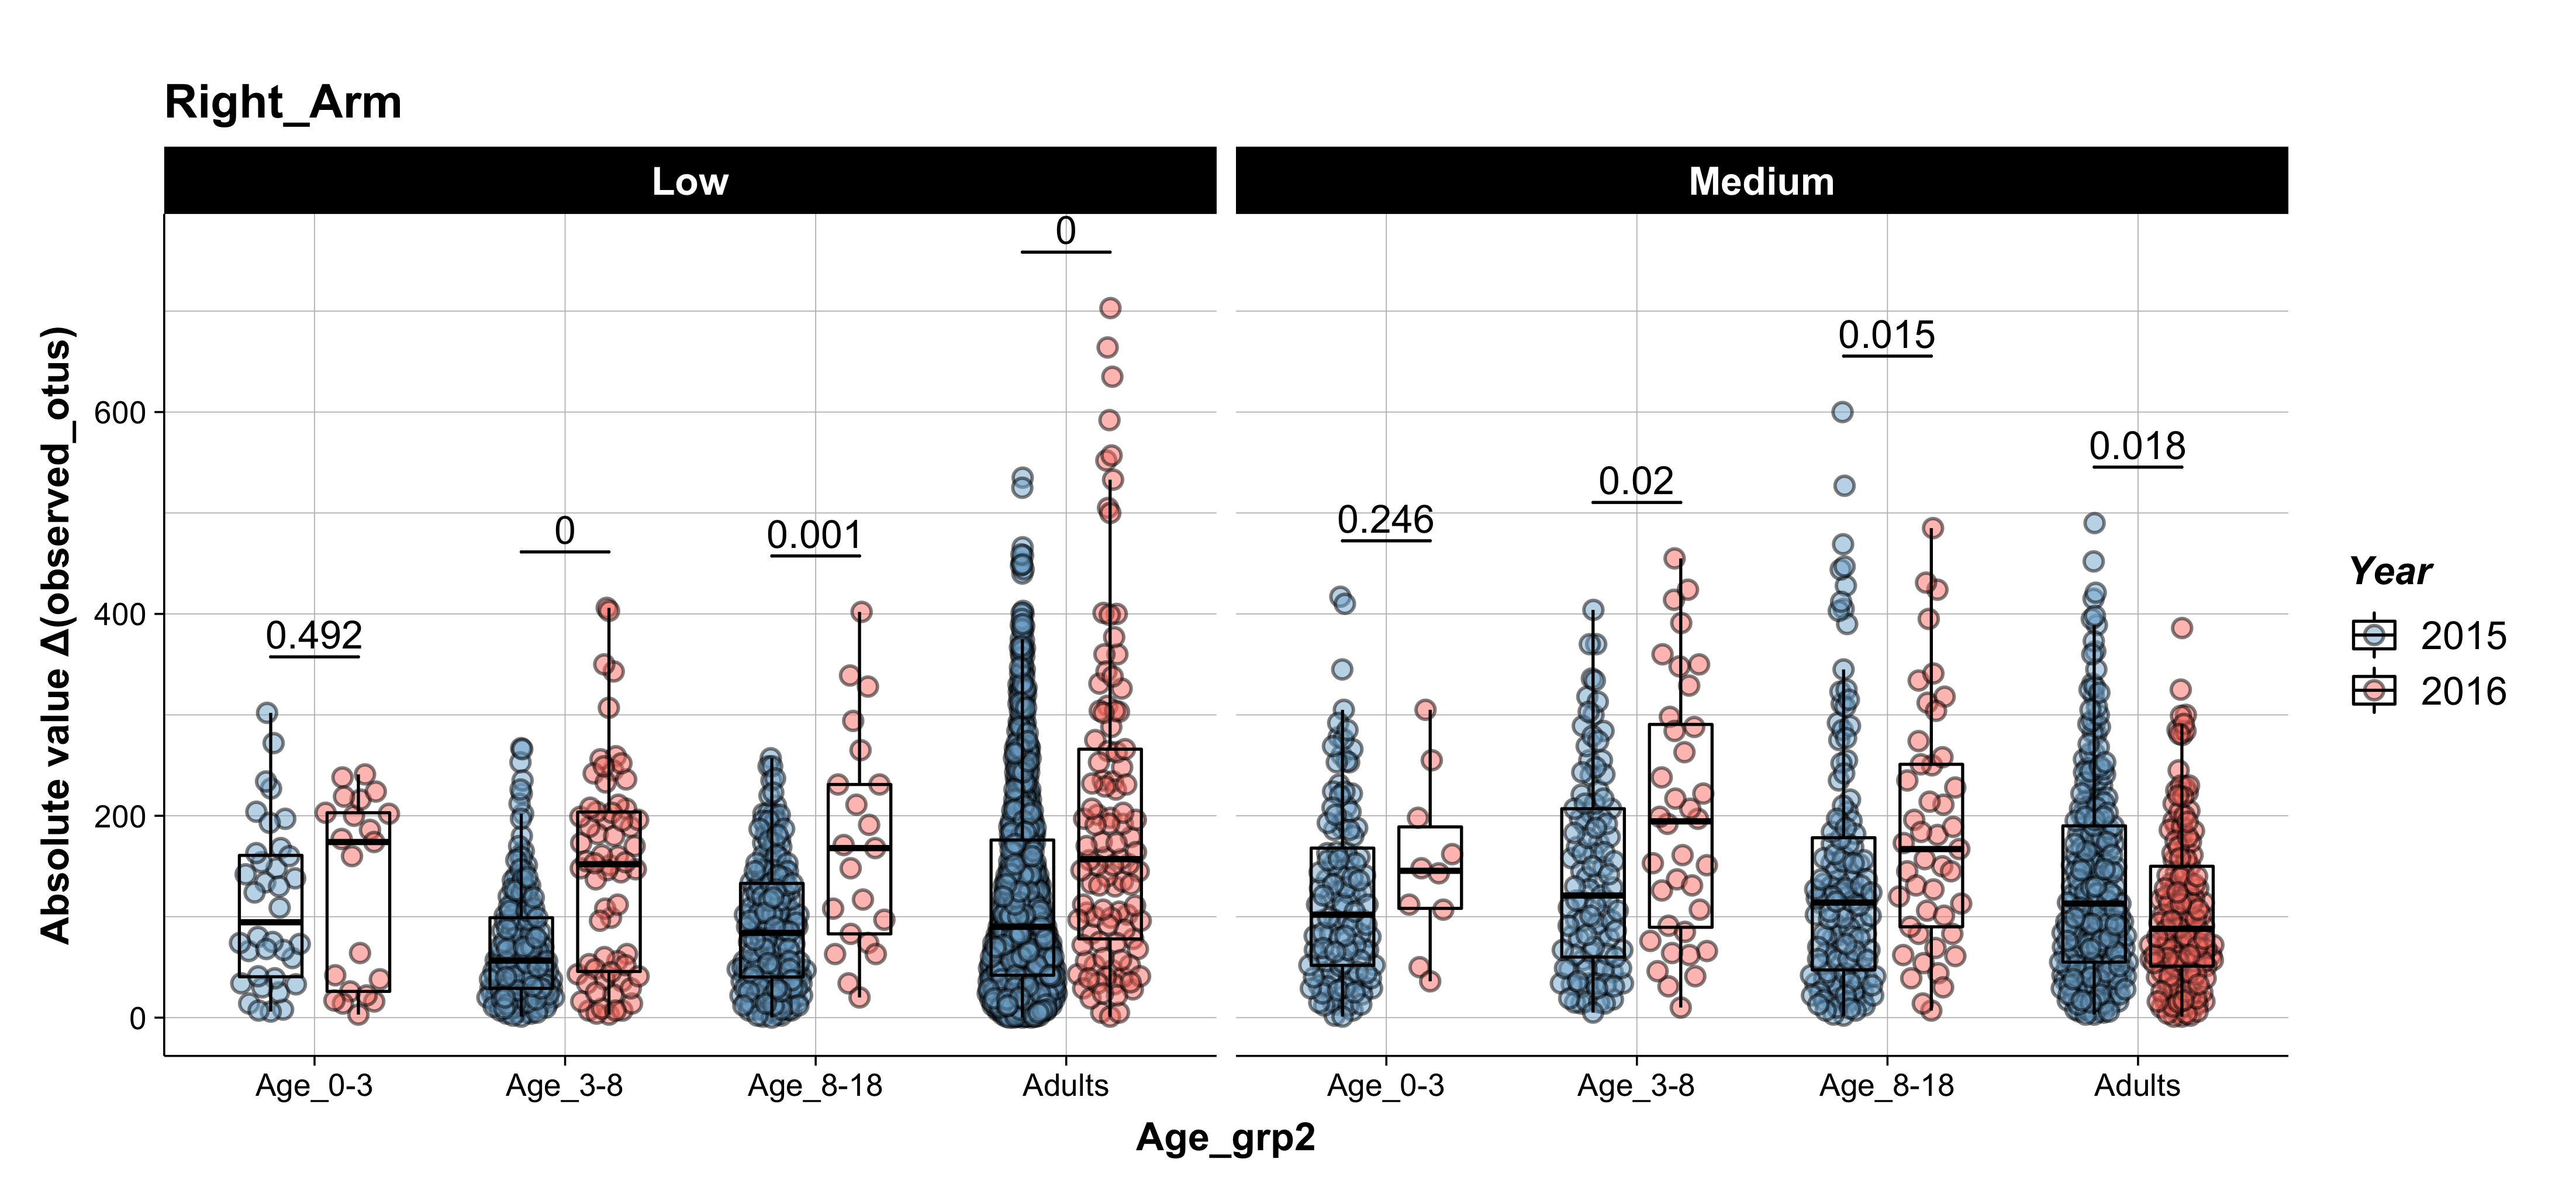 Right_Arm
Low
Medium
0
0.015
0.018
0.02
0.246
0
0.001
0.492
600
400
200
0
Absolute value Δ(observed_otus)
Age_0-3
Age_3-8
Age_8-18
Adults
Age_0-3
Age_3-8
Age_8-18
Adults
Age_grp2
Year
2015
2016